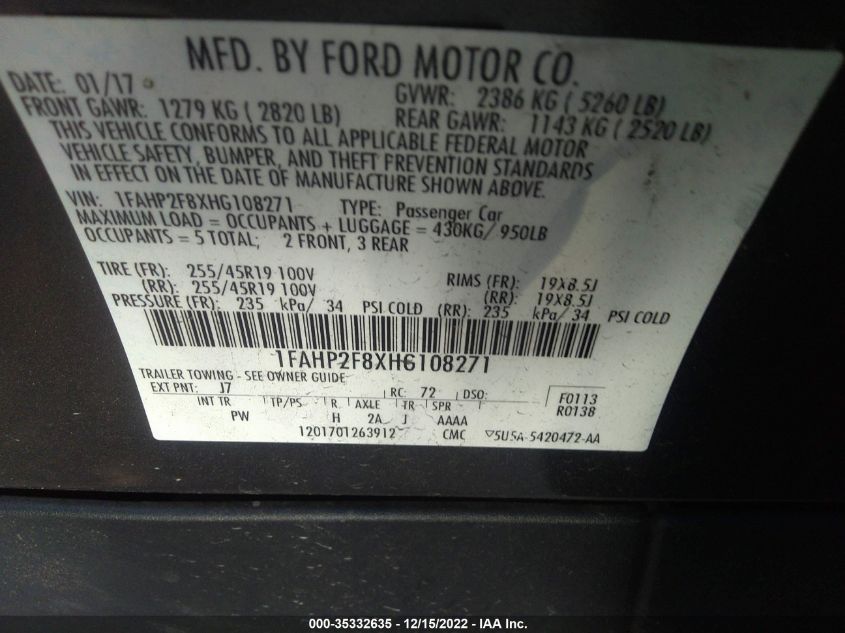 MFD. BY FORD MOTOR CO.
DATE: 01/17 GVWR: 2386 KG ( 5260 LB)
FRONT GAWR: 1279 KG ( 2820 LB) REAR GAWR: 1143 KG ( 2520 LB)
THIS VEHICLE CONFORMS TO ALL APPLICABLE FEDERAL MOTOR
VEHICLE SAFETY, BUMPER, AND THEFT PREVENTION STANDARDS
IN EFFECT ON THE DATE OF MANUFACTURE SHOWN ABOVE.
VIN: 1FAHP2F8XHG108271 TYPE: Passenger Car
MAXIMUM LOAD = OCCUPANTS + LUGGAGE = 430KG/ 950LB
OCCUPANTS = 5 TOTAL; 2 FRONT, 3 REAR
TIRE (FR): 255/45R19 100V RIMS (FR): 19X8.5J
(RR): 255/45R19 100V (RR): 19X8.5J
PRESSURE (FR): 235 kPa/ 34 PSI COLD (RR): 235 kPa/ 34 PSI COLD
1FAHP2F8XHG108271
TRAILER TOWING - SEE OWNER GUIDE
EXT PNT: J7 RC: 72 DSO: F0113
INT TR TP/PS R AXLE TR SPR R0138
PW H 2A J AAAA
1201701263912 CMC 5U5A-5420472-AA
000-35332635 - 12/15/2022 - IAA Inc.